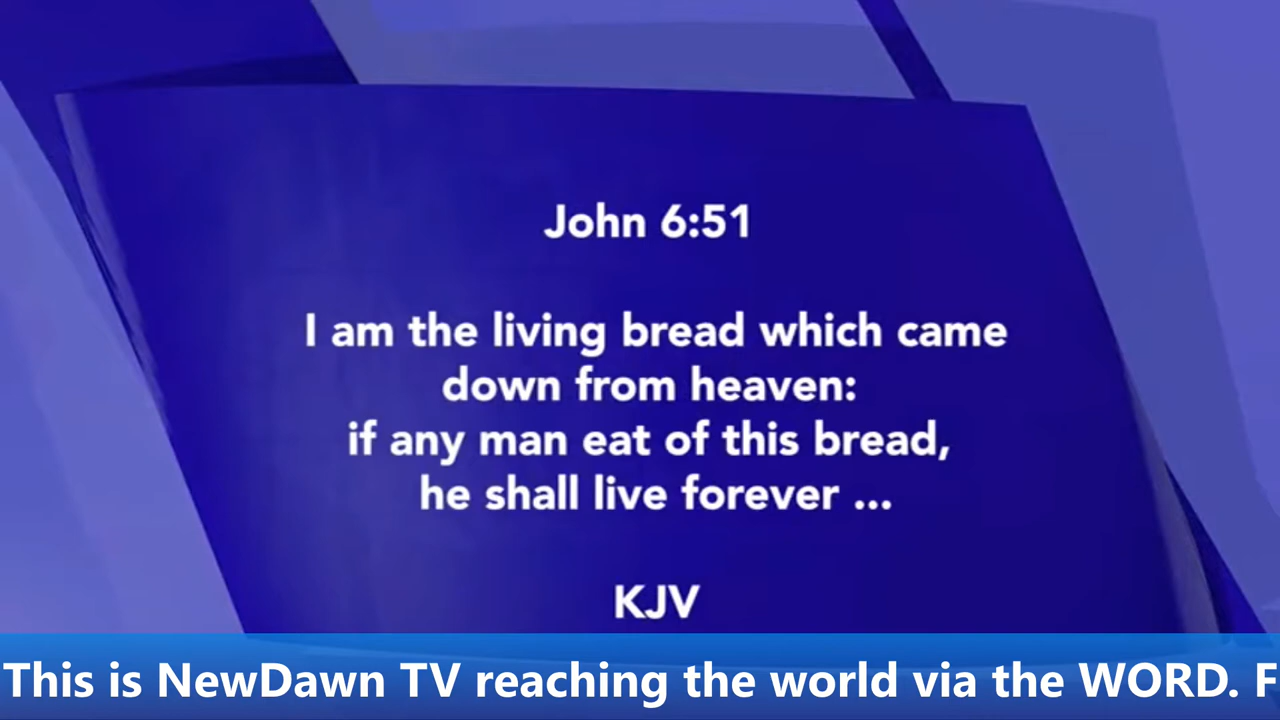 John 6:51
I am the living bread which came
down from heaven:
if any man eat of this bread,
he shall live forever ...
KJV
This is NewDawn TV reaching the world via the WORD. F